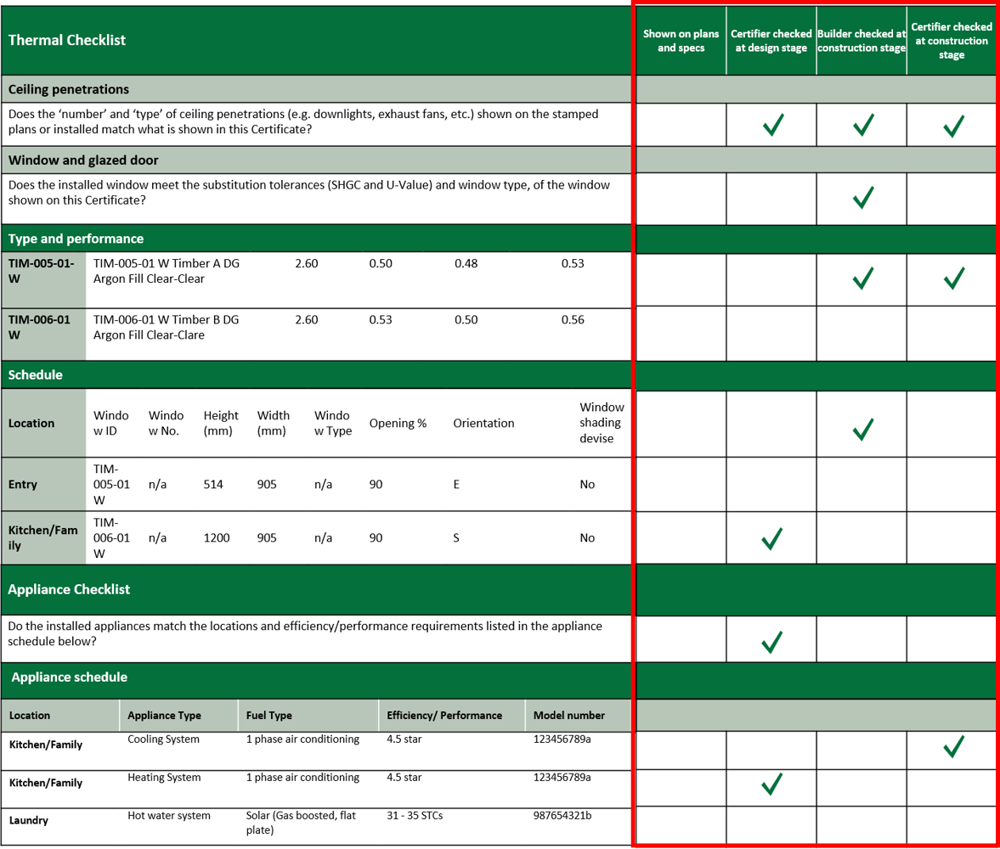 Thermal Checklist
Shown on plans
and specs
Certifier checked
at design stage
Builder checked at
construction stage
Certifier checked
at construction
stage
Ceiling penetrations
Does the ‘number’ and ‘type’ of ceiling penetrations (e.g. downlights, exhaust fans, etc.) shown on the stamped
plans or installed match what is shown in this Certificate?
Window and glazed door
Does the installed window meet the substitution tolerances (SHGC and U-Value) and window type, of the window
shown on this Certificate?
Type and performance
TIM-005-01-
W
TIM-005-01 W Timber A DG
Argon Fill Clear-Clear
2.60
0.50
0.48
0.53
TIM-006-01
W
TIM-006-01 W Timber B DG
Argon Fill Clear-Clare
2.60
0.53
0.50
0.56
Schedule
Location
Windo
w ID
Windo
w No.
Height
(mm)
Width
(mm)
Windo
w Type
Opening %
Orientation
Window
shading
devise
Entry
TIM-
005-01
W
n/a
514
905
n/a
90
E
No
Kitchen/Fam
ily
TIM-
006-01
W
n/a
1200
905
n/a
90
S
No
Appliance Checklist
Do the installed appliances match the locations and efficiency/performance requirements listed in the appliance
schedule below?
Appliance schedule
Location
Appliance Type
Fuel Type
Efficiency/ Performance
Model number
Kitchen/Family
Cooling System
1 phase air conditioning
4.5 star
123456789a
Kitchen/Family
Heating System
1 phase air conditioning
4.5 star
123456789a
Laundry
Hot water system
Solar (Gas boosted, flat
plate)
31 - 35 STCs
987654321b